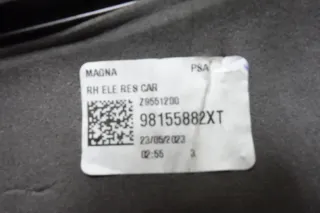 MAGNA PSA
RH ELE RES CAR
Z9551200
98155882XT
23/05/2023
02:55 3